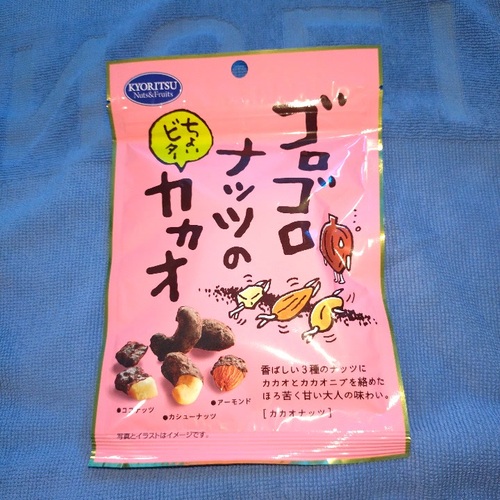 KYORITSU
Nuts&Fruits
ゴロゴロ
ナッツの
カカオ
ちょい
ビター
香ばしい3種のナッツに
カカオとカカオニブを絡めた
ほろ苦く甘い大人の味わい。
[カカオナッツ]
●ココナッツ
●カシューナッツ
●アーモンド
写真とイラストはイメージです。